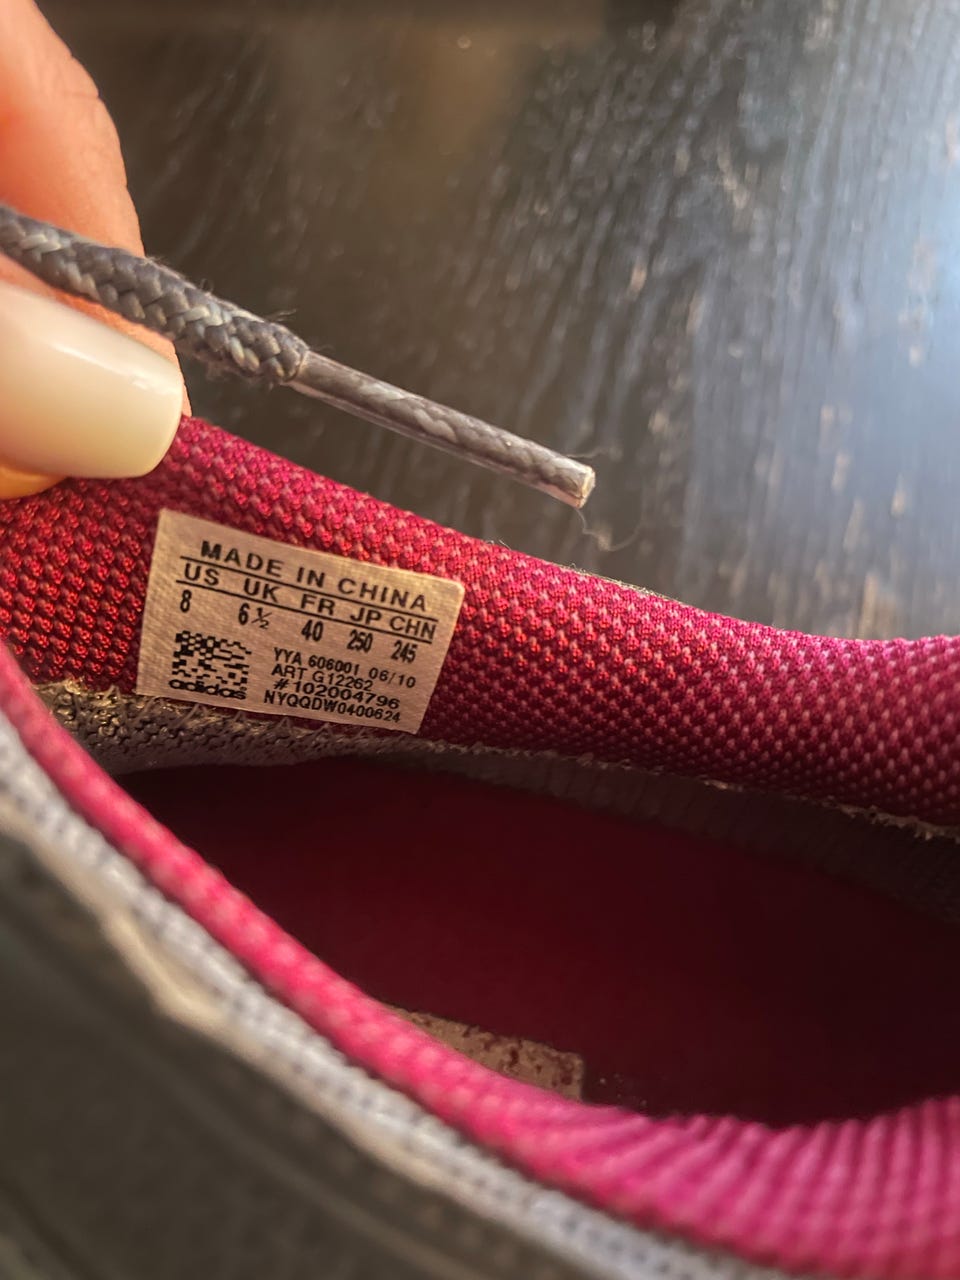 MADE IN CHINA
US UK FR JP CHN
8 6½ 40 250 245
YYA 606001 06/10
ART G12262
#102004796
NYQQDW0400624
adidas